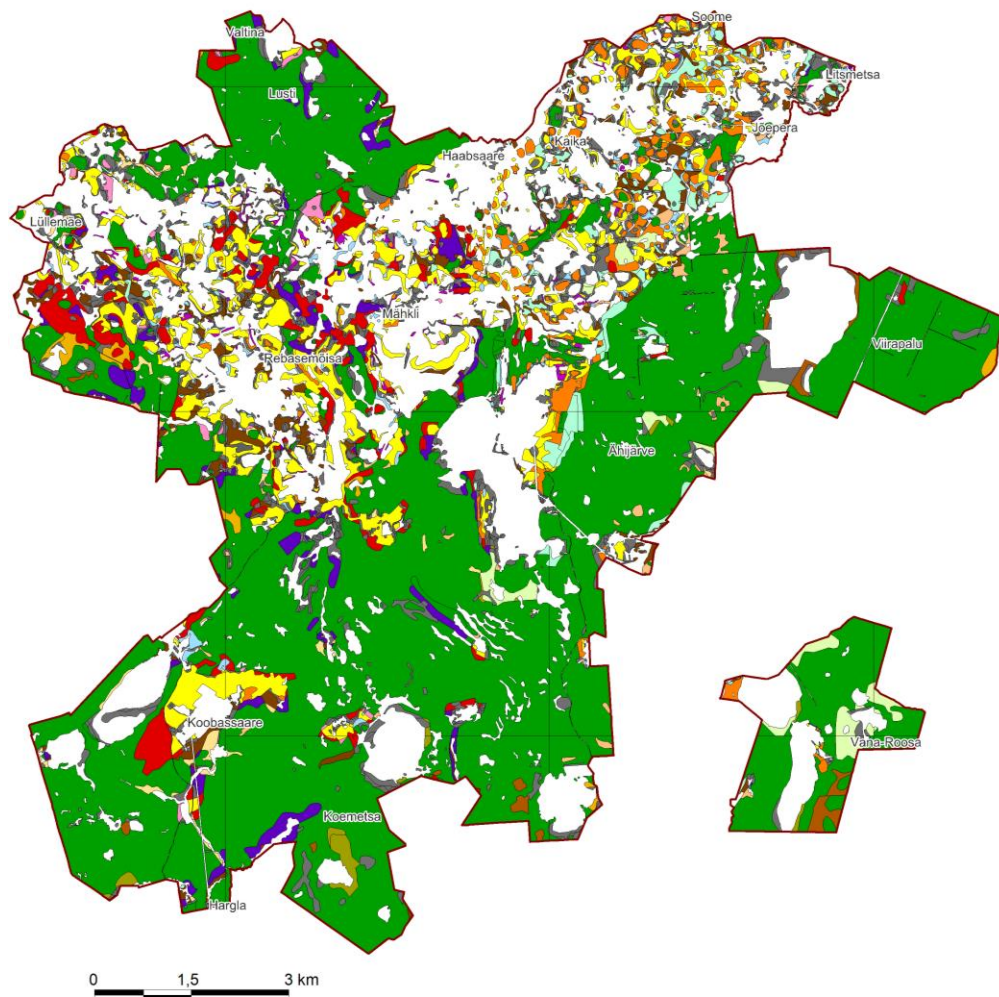 Soome
Valtina
Litsmetsa
Lusti
Jõepera
Kaika
Haabsaare
Lüllemäe
Mähkli
Viirapalu
Rebasemõisa
Ähijärve
Koobassaare
Vana-Roosa
Koemetsa
Hargla
0 1,5 3 km